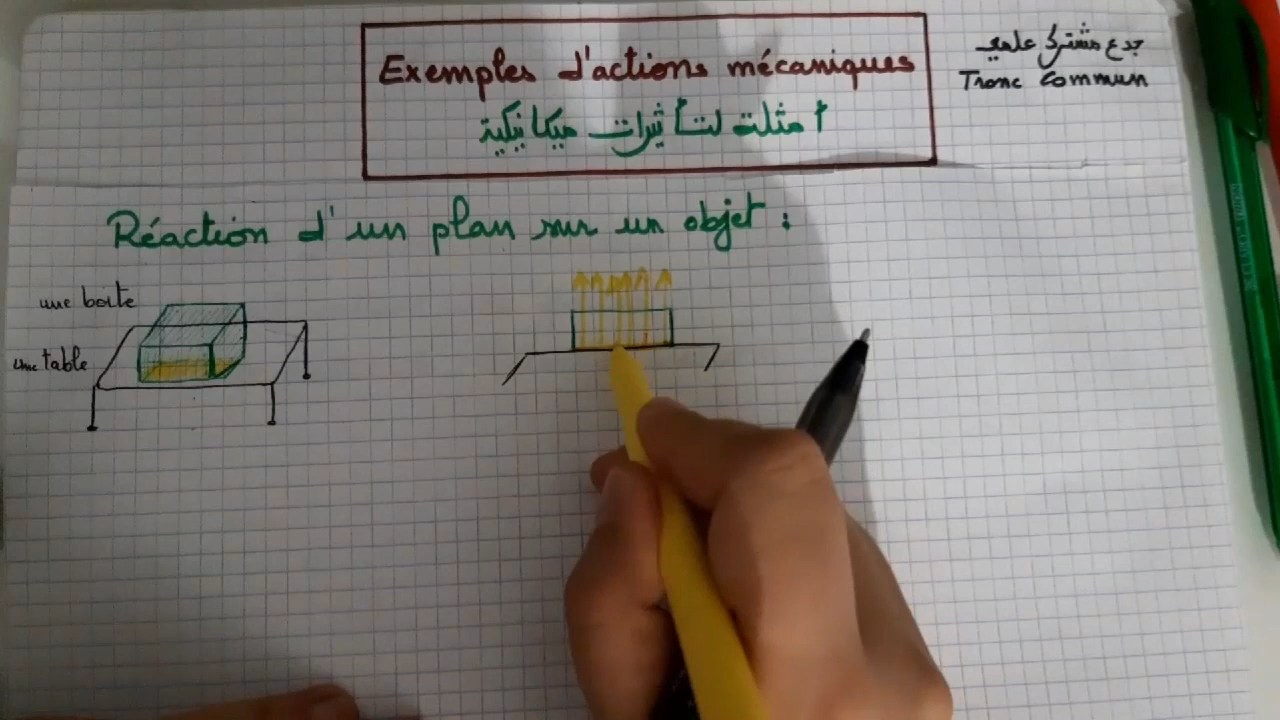 Exemples d'actions mécaniques
أمثلة لتأثيرات ميكانيكية
جدع مشترك علمي
Tronc Commun
Réaction d'un plan sur un objet :
une boite
une table